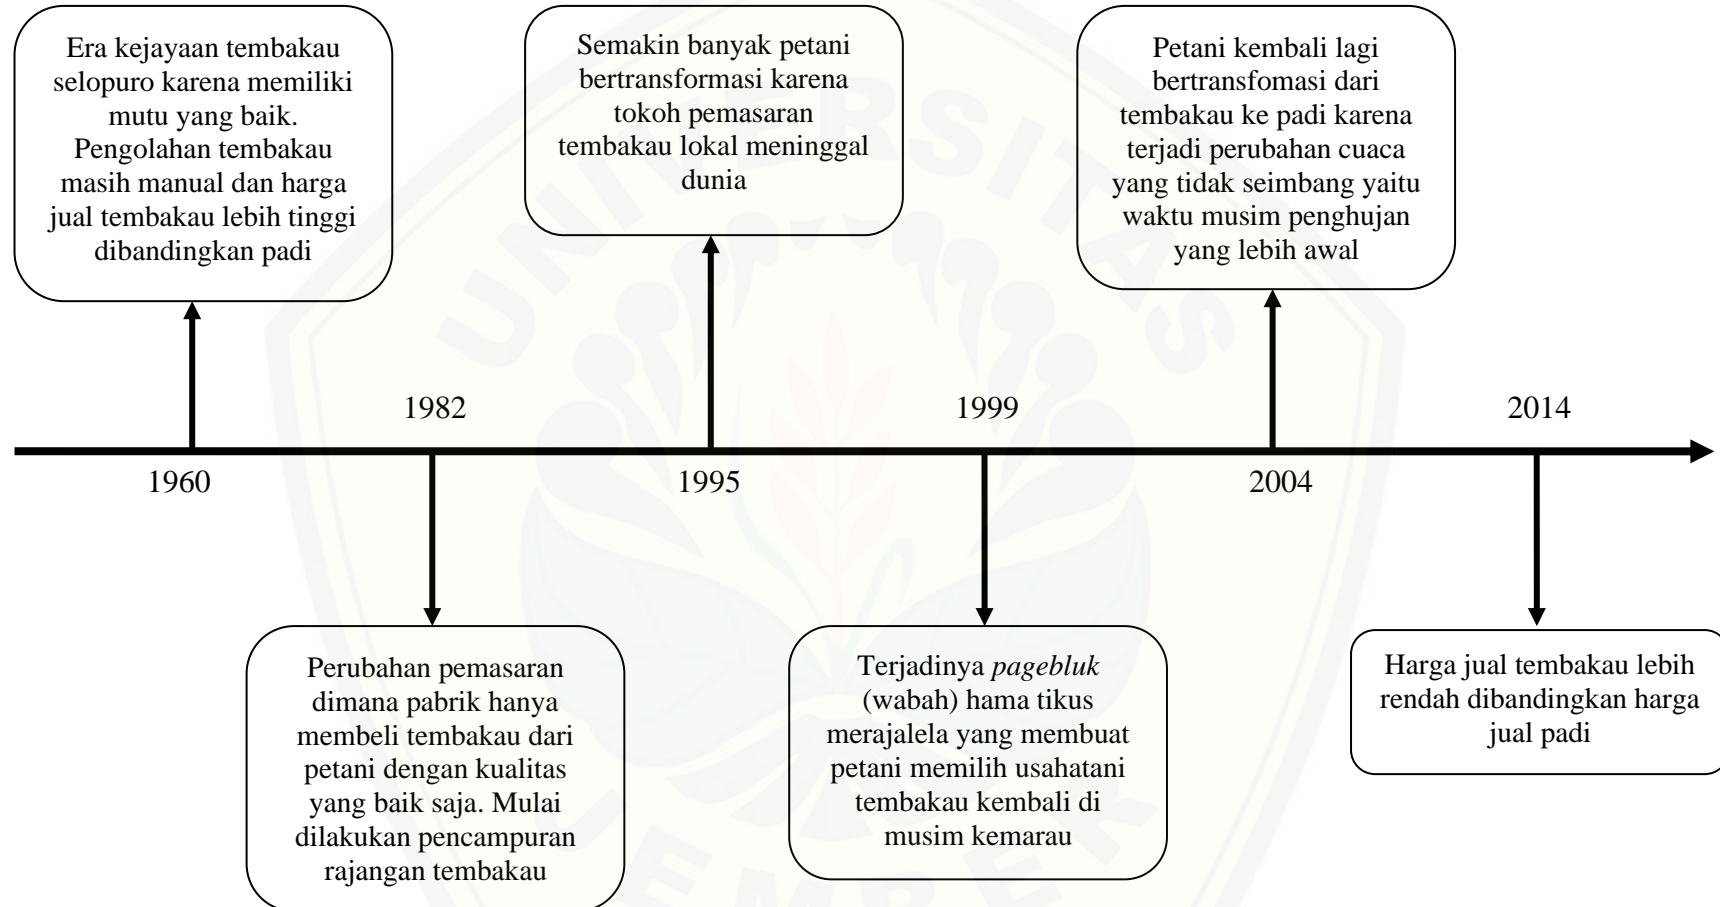 Era kejayaan tembakau
selopuro karena memiliki
mutu yang baik.
Pengolahan tembakau
masih manual dan harga
jual tembakau lebih tinggi
dibandingkan padi
Semakin banyak petani
bertransformasi karena
tokoh pemasaran
tembakau lokal meninggal
dunia
Petani kembali lagi
bertransfomasi dari
tembakau ke padi karena
terjadi perubahan cuaca
yang tidak seimbang yaitu
waktu musim penghujan
yang lebih awal
1982
1999
2014
1960
1995
2004
Perubahan pemasaran
dimana pabrik hanya
membeli tembakau dari
petani dengan kualitas
yang baik saja. Mulai
dilakukan pencampuran
rajangan tembakau
Terjadinya pagebluk
(wabah) hama tikus
merajalela yang membuat
petani memilih usahatani
tembakau kembali di
musim kemarau
Harga jual tembakau lebih
rendah dibandingkan harga
jual padi
UNIVERSITAS
JEMBER